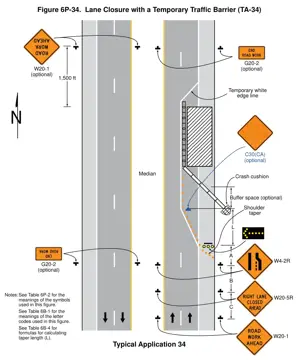 Figure 6P-34. Lane Closure with a Temporary Traffic Barrier (TA-34)
ROAD
WORK
AHEAD
W20-1
(optional)
1,500 ft
N
END
ROAD WORK
G20-2
(optional)
Temporary white
edge line
C30(CA)
(optional)
Crash cushion
Median
Buffer space (optional)
Shoulder
taper
L
END
ROAD WORK
G20-2
(optional)
A
W4-2R
B
RIGHT LANE
CLOSED
AHEAD
W20-5R
C
ROAD
WORK
AHEAD
W20-1
Notes: See Table 6P-2 for the
meanings of the symbols
used in this figure.
See Table 6B-1 for the
meanings of the letter
codes used in this figure.
See Table 6B-4 for
formulas for calculating
taper length (L).
Typical Application 34